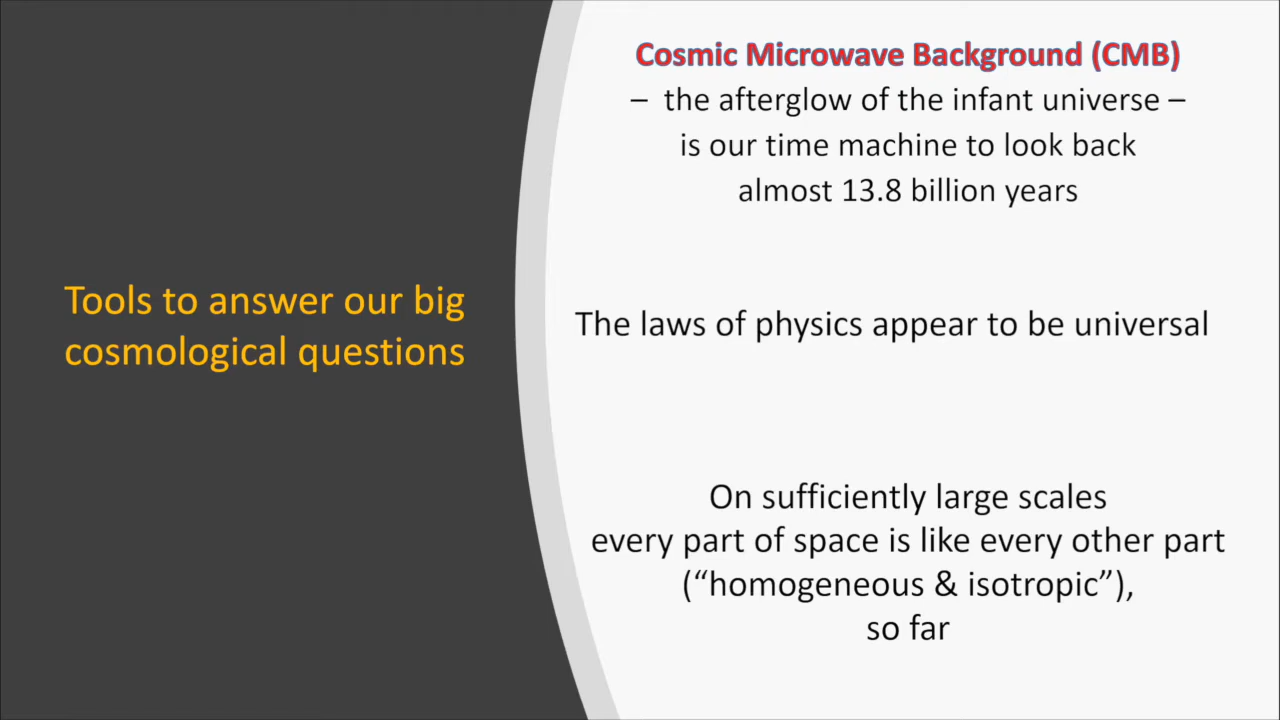 Tools to answer our big
cosmological questions
Cosmic Microwave Background (CMB)
– the afterglow of the infant universe –
is our time machine to look back
almost 13.8 billion years
The laws of physics appear to be universal
On sufficiently large scales
every part of space is like every other part
(“homogeneous & isotropic”),
so far